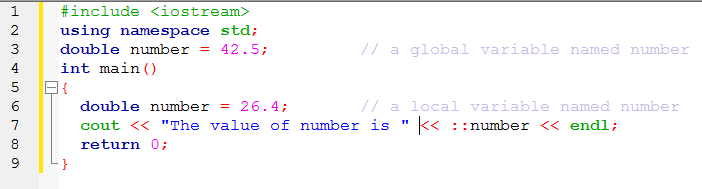 1 #include <iostream>
2 using namespace std;
3 double number = 42.5; // a global variable named number
4 int main()
5 {
6 double number = 26.4; // a local variable named number
7 cout << "The value of number is " << ::number << endl;
8 return 0;
9 }